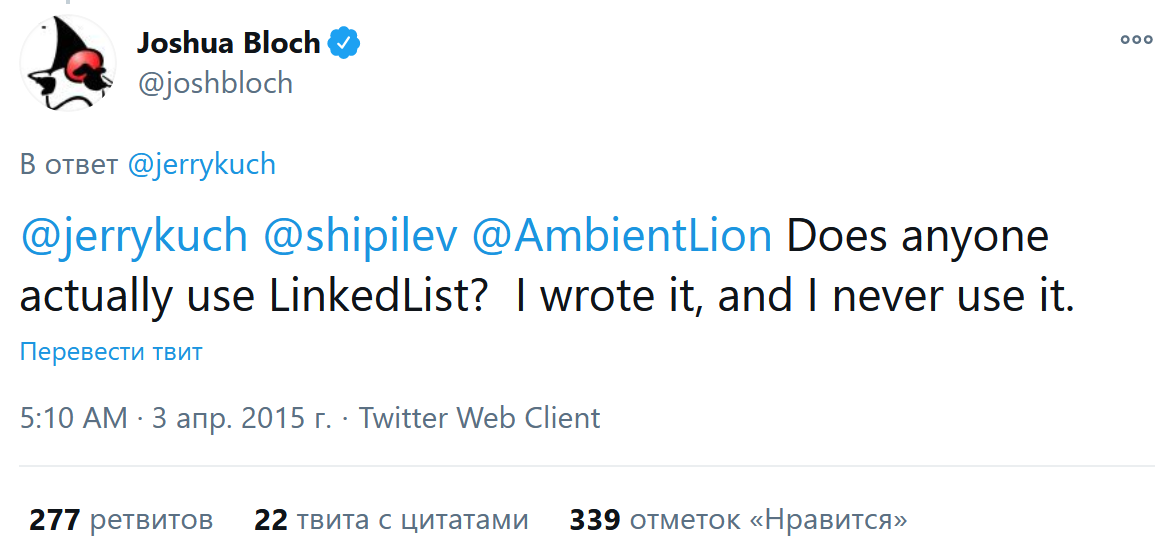 Joshua Bloch
@joshbloch
В ответ @jerrykuch
@jerrykuch @shipilev @AmbientLion Does anyone
actually use LinkedList?  I wrote it, and I never use it.
Перевести твит
5:10 AM · 3 апр. 2015 г. · Twitter Web Client
277 ретвитов 22 твита с цитатами 339 отметок «Нравится»